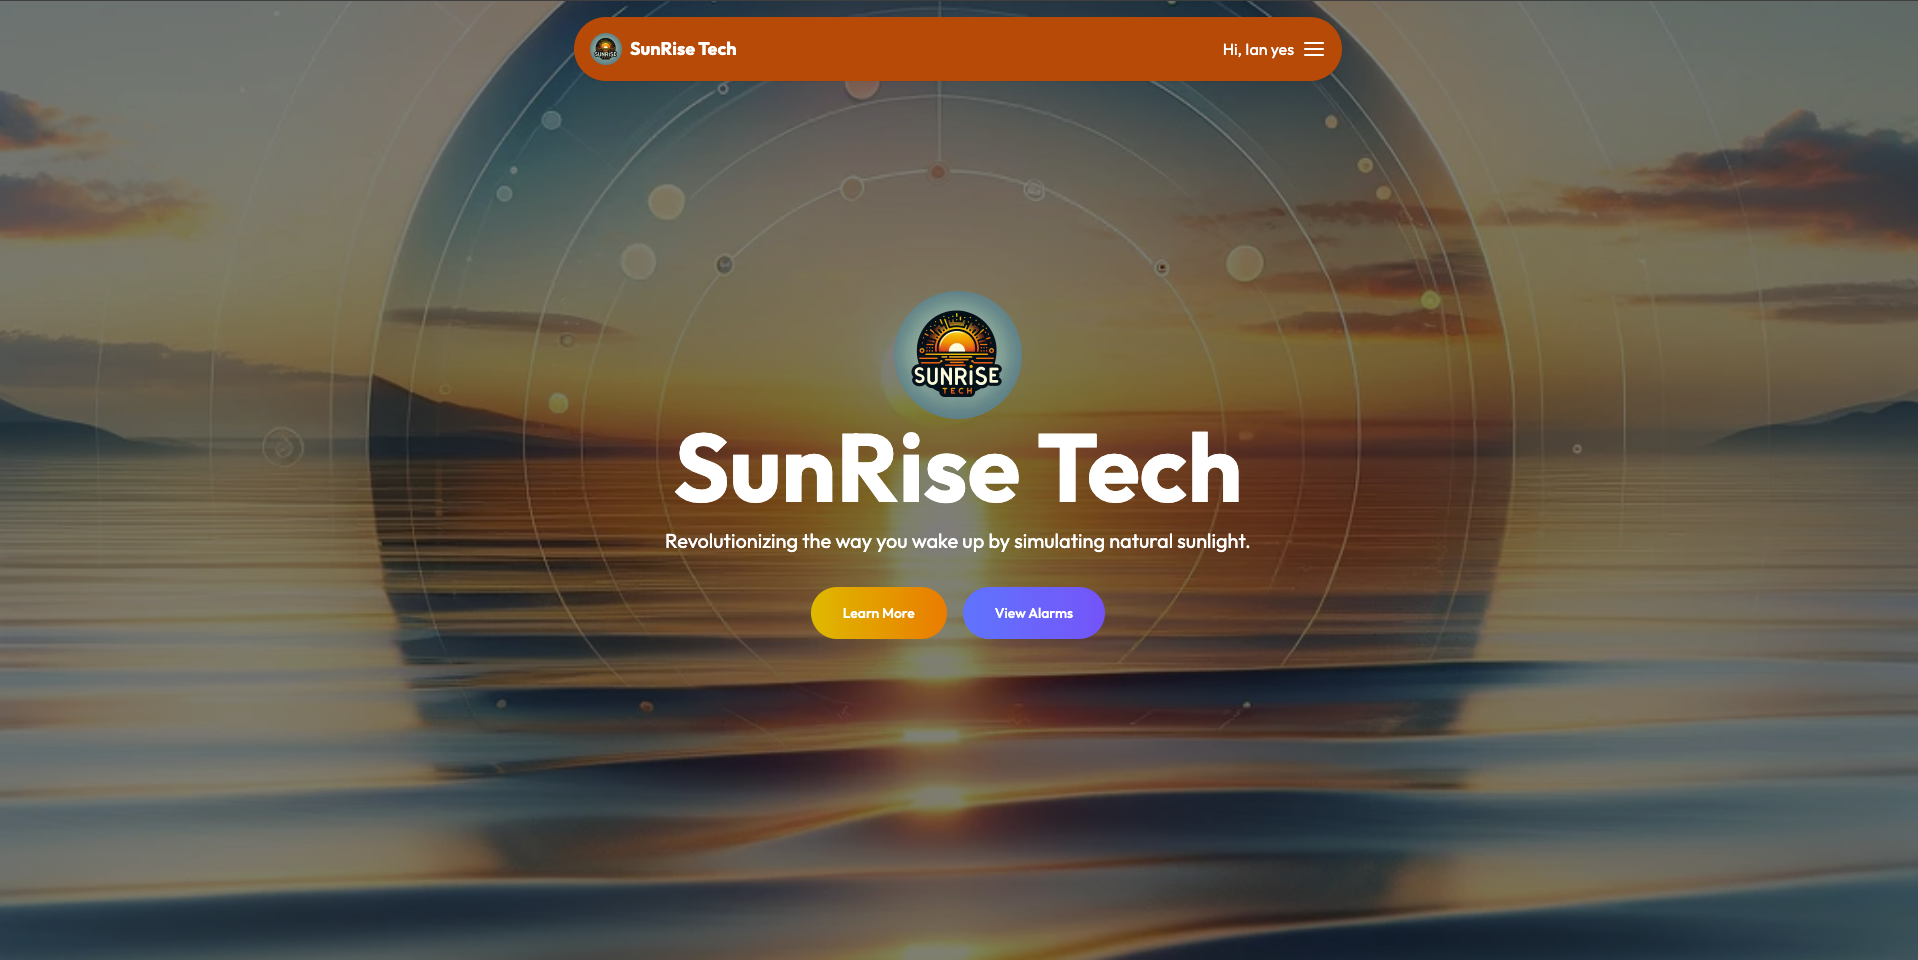 SUNRiSE
SunRise Tech
Hi, Ian yes
SUNRiSE
TECH
SunRise Tech
Revolutionizing the way you wake up by simulating natural sunlight.
Learn More
View Alarms